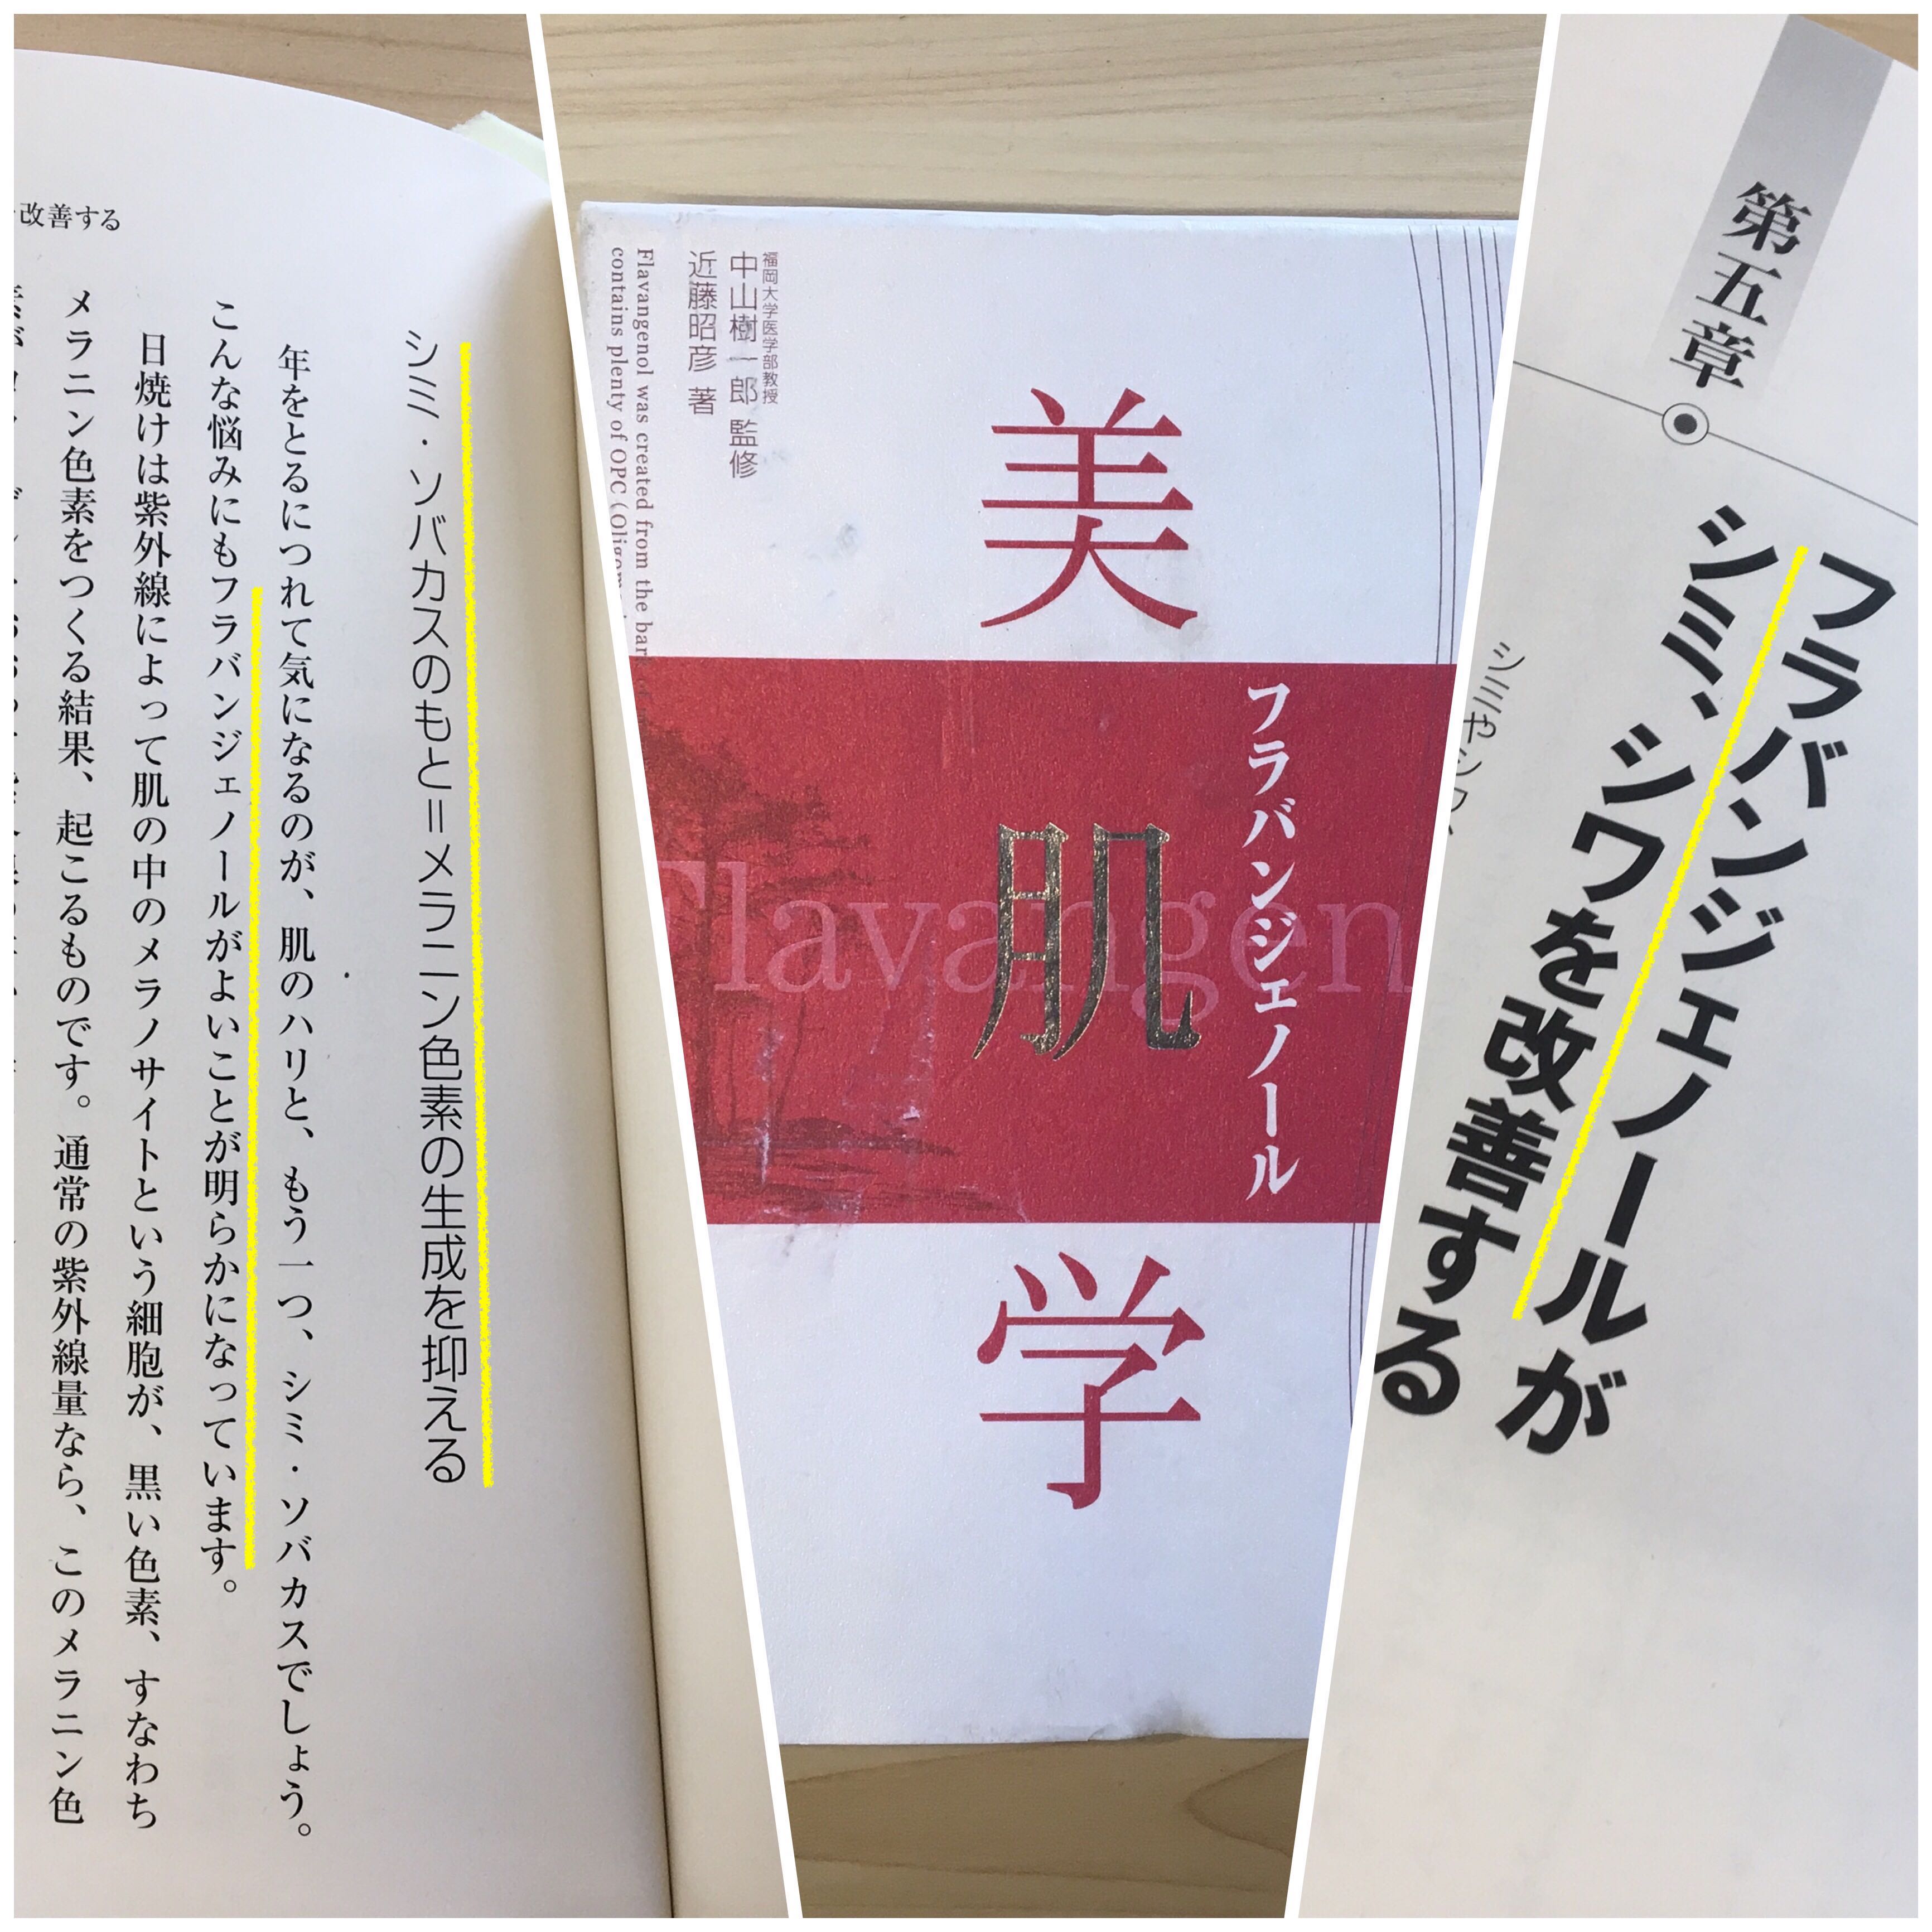 改善する
シミ・ソバカスのもと=メラニン色素の生成を抑える
年をとるにつれて気になるのが、肌のハリと、もう一つ、シミ・ソバカスでしょう。
こんな悩みにもフラバンジェノールがよいことが明らかになっています。
日焼けは紫外線によって肌の中のメラノサイトという細胞が、黒い色素、すなわち
メラニン色素をつくる結果、起こるものです。通常の紫外線量なら、このメラニン色
美肌学
フラバンジェノール
Flavangen
福岡大学医学部教授
中山樹一郎 監修
近藤昭彦 著
Flavangenol was created from the bar
contains plenty of OPC (Oligom
第五章
フラバンジェノールが
シミ、シワを改善する
シミやシワ